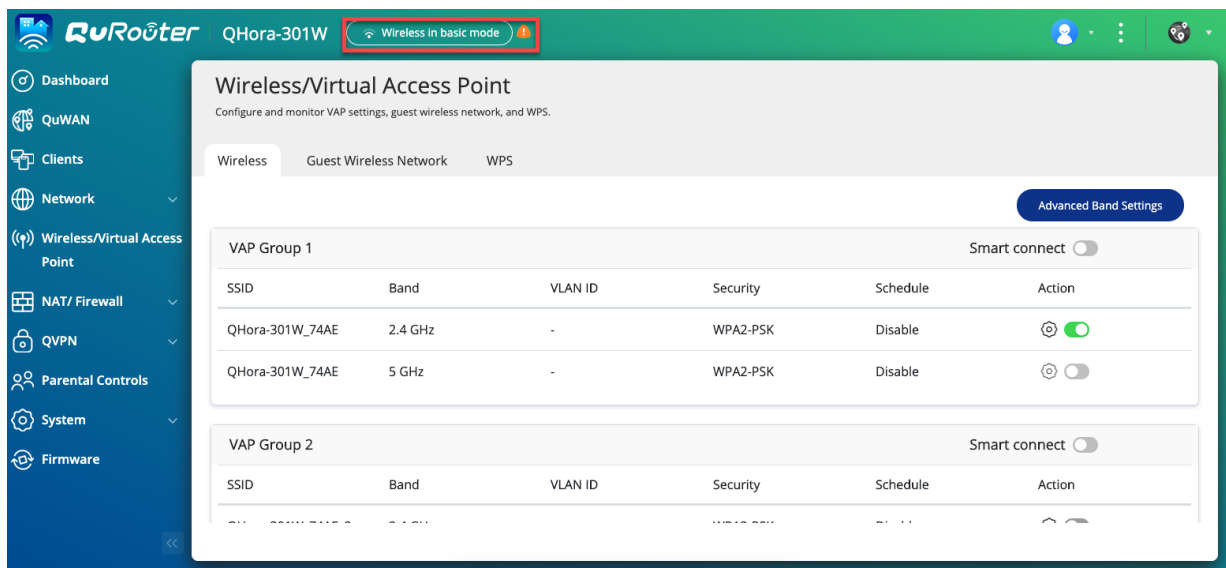 QuRoûter QHora-301W Wireless in basic mode
Dashboard
QuWAN
Clients
Network
Wireless/Virtual Access
Point
NAT/ Firewall
QVPN
Parental Controls
System
Firmware
Wireless/Virtual Access Point
Configure and monitor VAP settings, guest wireless network, and WPS.
Wireless Guest Wireless Network WPS
Advanced Band Settings
VAP Group 1 Smart connect
SSID Band VLAN ID Security Schedule Action
QHora-301W_74AE 2.4 GHz - WPA2-PSK Disable
QHora-301W_74AE 5 GHz - WPA2-PSK Disable
VAP Group 2 Smart connect
SSID Band VLAN ID Security Schedule Action